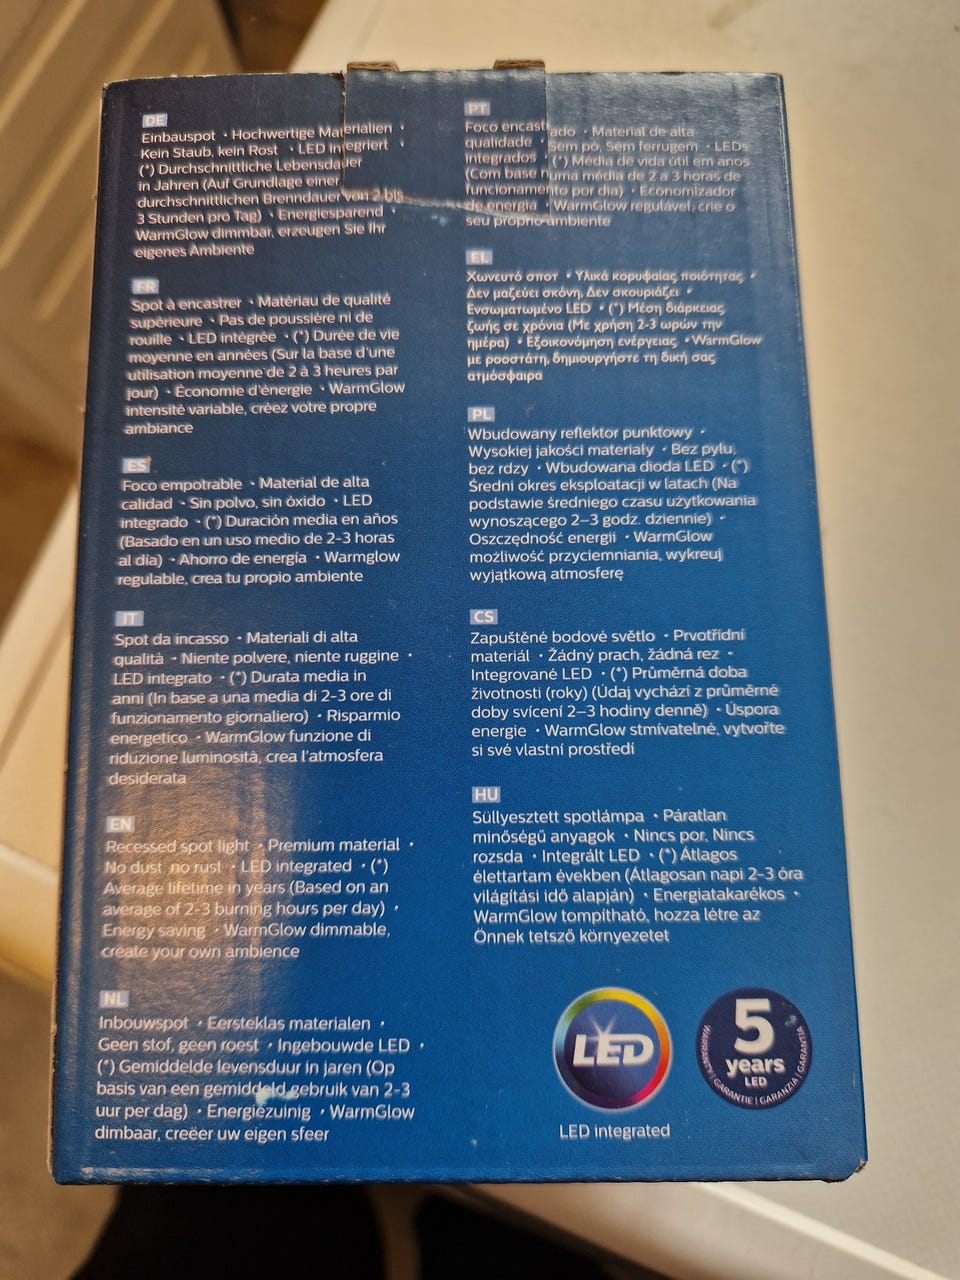 DE
Einbauspot • Hochwertige Materialien •
Kein Staub, kein Rost • LED integriert •
(*) Durchschnittliche Lebensdauer
in Jahren (Auf Grundlage einer
durchschnittlichen Brenndauer von 2 bis
3 Stunden pro Tag) • Energiesparend •
WarmGlow dimmbar, erzeugen Sie Ihr
eigenes Ambiente
FR
Spot à encastrer • Matériau de qualité
supérieure • Pas de poussière ni de
rouille • LED intégrée • (*) Durée de vie
moyenne en années (Sur la base d'une
utilisation moyenne de 2 à 3 heures par
jour) • Économie d'énergie • WarmGlow
intensité variable, créez votre propre
ambiance
ES
Foco empotrable • Material de alta
calidad • Sin polvo, sin óxido • LED
integrado • (*) Duración media en años
(Basado en un uso medio de 2-3 horas
al día) • Ahorro de energía • Warmglow
regulable, crea tu propio ambiente
IT
Spot da incasso • Materiali di alta
qualità • Niente polvere, niente ruggine •
LED integrato • (*) Durata media in
anni (In base a una media di 2-3 ore di
funzionamento giornaliero) • Risparmio
energetico • WarmGlow funzione di
riduzione luminosità, crea l'atmosfera
desiderata
EN
Recessed spot light • Premium material •
No dust, no rust • LED integrated • (*)
Average lifetime in years (Based on an
average of 2-3 burning hours per day) •
Energy saving • WarmGlow dimmable,
create your own ambience
NL
Inbouwspot • Eersteklas materialen •
Geen stof, geen roest • Ingebouwde LED •
(*) Gemiddelde levensduur in jaren (Op
basis van een gemiddeld gebruik van 2-3
uur per dag) • Energiezuinig • WarmGlow
dimbaar, creëer uw eigen sfeer
PT
Foco encastrado • Material de alta
qualidade • Sem pó, Sem ferrugem • LEDs
integrados • (*) Média de vida útil em anos
(Com base numa média de 2 a 3 horas de
funcionamento por dia) • Economizador
de energia • WarmGlow regulável, crie o
seu próprio ambiente
EL
Χωνευτό σποτ • Υλικά κορυφαίας ποιότητας •
Δεν μαζεύει σκόνη, Δεν σκουριάζει •
Ενσωματωμένο LED • (*) Μέση διάρκειας
ζωής σε χρόνια (Με χρήση 2-3 ωρών την
ημέρα) • Εξοικονόμηση ενέργειας • WarmGlow
με ροοστάτη, δημιουργήστε τη δική σας
ατμόσφαιρα
PL
Wbudowany reflektor punktowy •
Wysokiej jakości materiały • Bez pyłu,
bez rdzy • Wbudowana dioda LED • (*)
Średni okres eksploatacji w latach (Na
podstawie średniego czasu użytkowania
wynoszącego 2–3 godz. dziennie) •
Oszczędność energii • WarmGlow
możliwość przyciemniania, wykreuj
wyjątkową atmosferę
CS
Zapuštěné bodové světlo • Prvotřídní
materiál • Žádný prach, žádná rez •
Integrované LED • (*) Průměrná doba
životnosti (roky) (Údaj vychází z průměrné
doby svícení 2–3 hodiny denně) • Úspora
energie • WarmGlow stmívatelné, vytvořte
si své vlastní prostředí
HU
Süllyesztett spotlámpa • Páratlan
minőségű anyagok • Nincs por, Nincs
rozsda • Integrált LED • (*) Átlagos
élettartam években (Átlagosan napi 2-3 óra
világítási idő alapján) • Energiatakarékos •
WarmGlow tompítható, hozza létre az
Önnek tetsző környezetet
LED
LED integrated
5
years
LED
WARRANTY | GARANTIE | GARANZIA | GARANTÍA